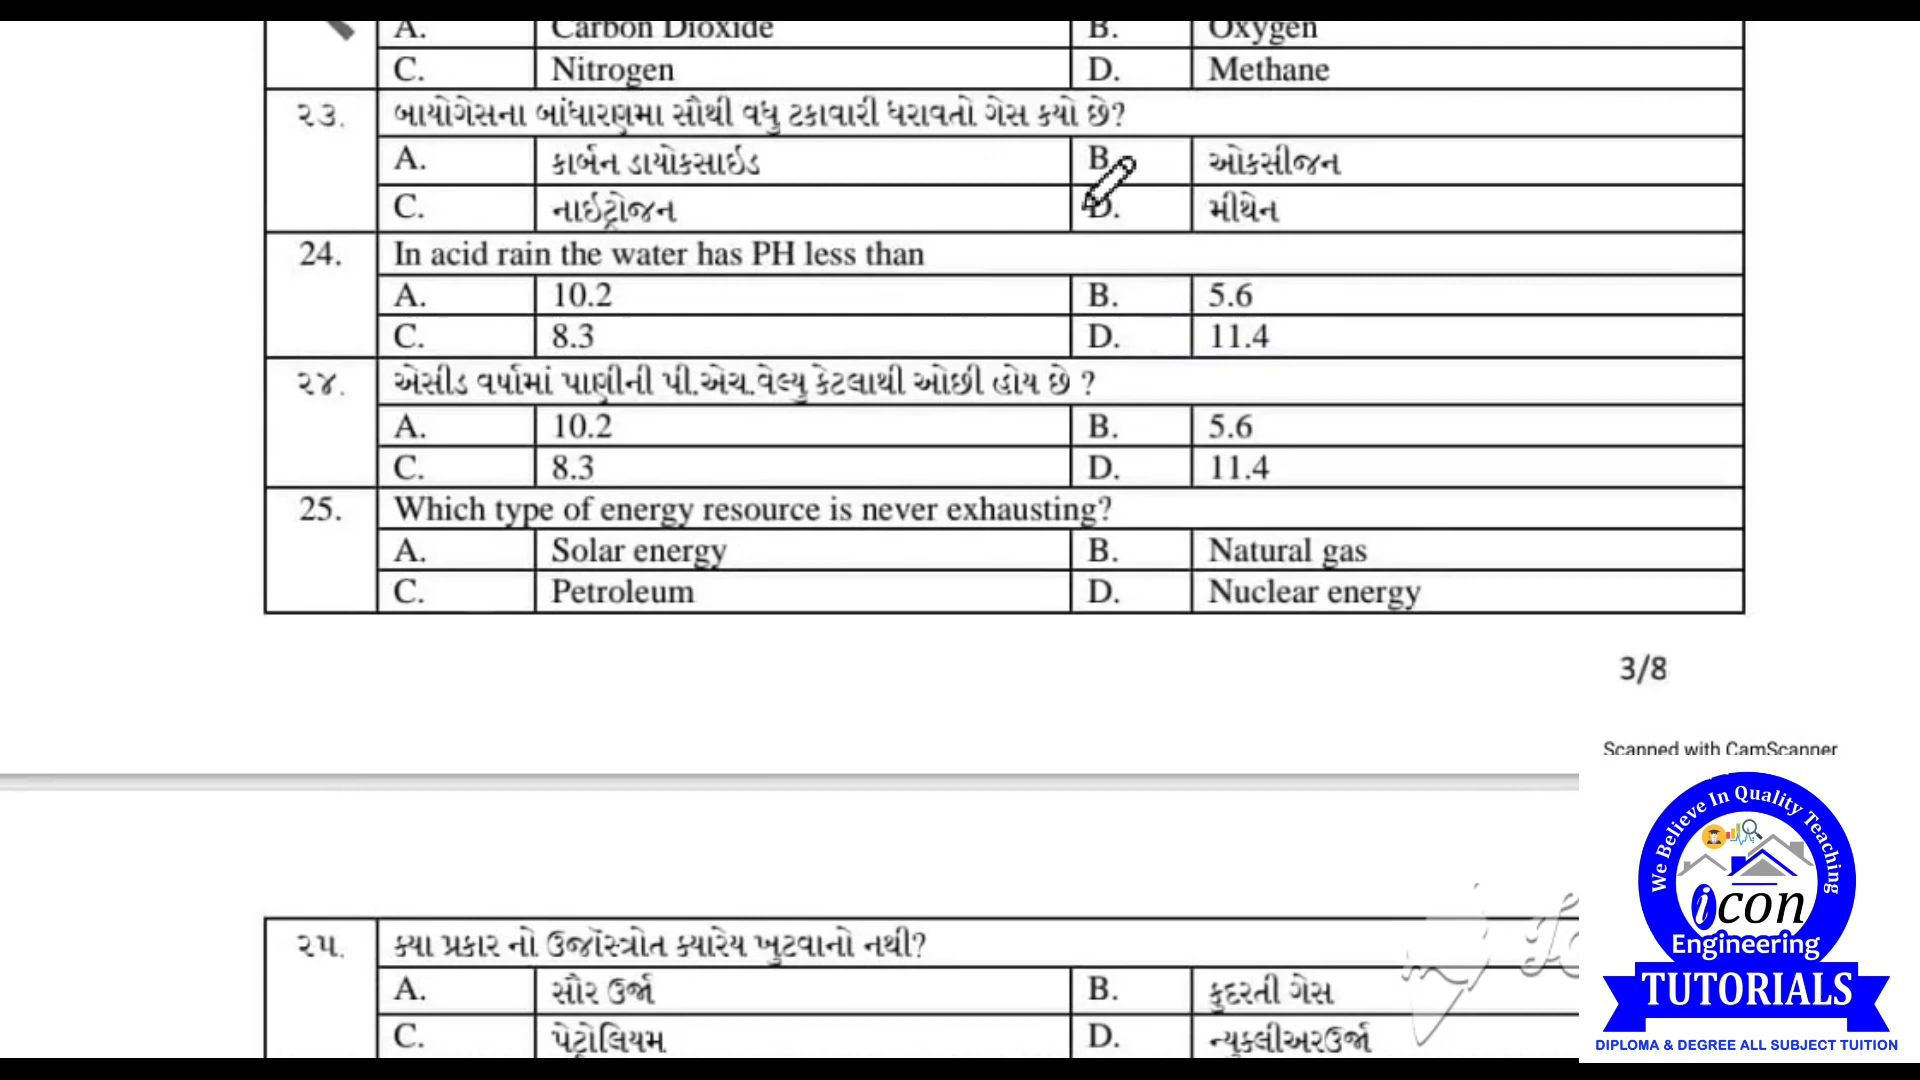 A. Carbon Dioxide B. Oxygen
C. Nitrogen D. Methane
૨૩. બાયોગેસના બાંધારણમા સૌથી વધુ ટકાવારી ધરાવતો ગેસ કયો છે?
A. કાર્બન ડાયોકસાઇડ B. ઓકસીજન
C. નાઇટ્રોજન D. મીથેન
24. In acid rain the water has PH less than
A. 10.2 B. 5.6
C. 8.3 D. 11.4
૨૪. એસીડ વર્ષામાં પાણીની પી.એચ.વેલ્યુ કેટલાથી ઓછી હોય છે ?
A. 10.2 B. 5.6
C. 8.3 D. 11.4
25. Which type of energy resource is never exhausting?
A. Solar energy B. Natural gas
C. Petroleum D. Nuclear energy
3/8
Scanned with CamScanner
૨૫. ક્યા પ્રકાર નો ઉર્જાસ્ત્રોત ક્યારેય ખુટવાનો નથી?
A. સૌર ઉર્જા B. કુદરતી ગેસ
C. પેટ્રોલિયમ D. ન્યુક્લીઅરઉર્જા
We Believe In Quality Teaching
icon
Engineering
TUTORIALS
DIPLOMA & DEGREE ALL SUBJECT TUITION